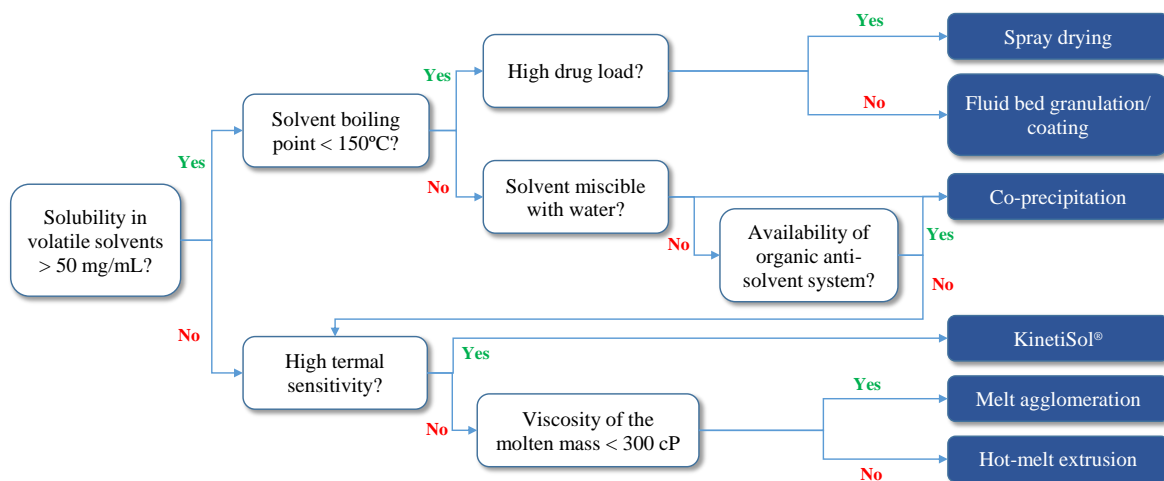 Yes
Spray drying
High drug load?
Yes
No
Fluid bed granulation/
coating
Solvent boiling
point < 150ºC?
Yes
No
Solvent miscible
with water?
Co-precipitation
Solubility in
volatile solvents
> 50 mg/mL?
No
Availability of
organic anti-
solvent system?
Yes
No
No
High termal
sensitivity?
Yes
KinetiSol®
No
Viscosity of the
molten mass < 300 cP
Yes
Melt agglomeration
No
Hot-melt extrusion